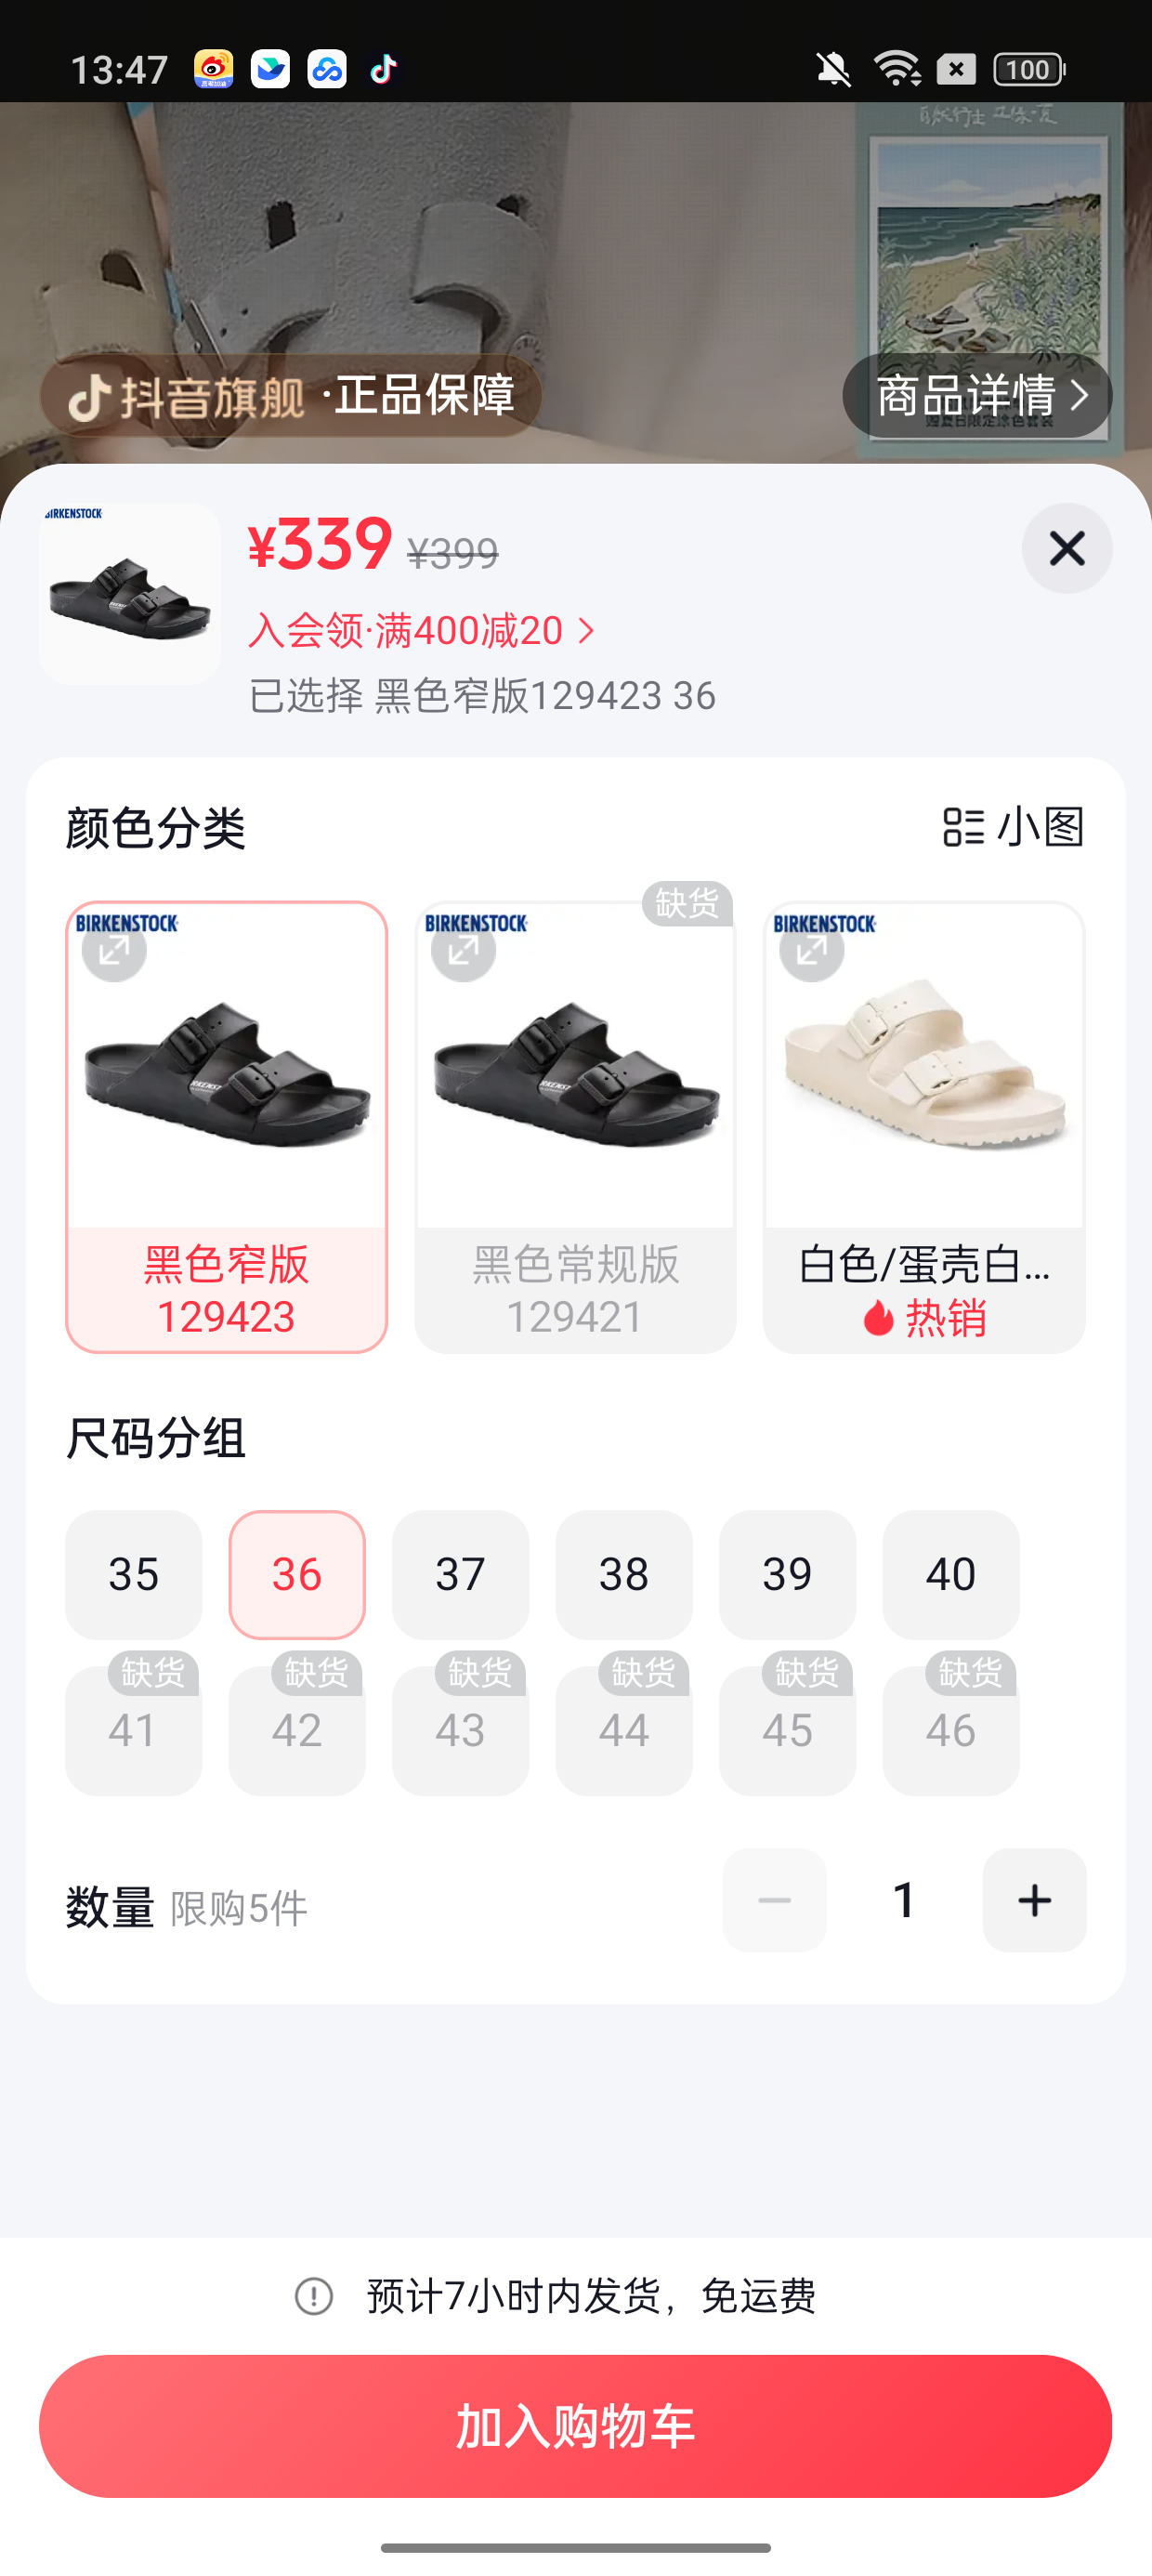 13:47
100
抖音旗舰 ·正品保障
商品详情
BIRKENSTOCK
¥339 ¥399
入会领·满400减20
已选择 黑色窄版129423 36
颜色分类
小图
缺货
BIRKENSTOCK
BIRKENSTOCK
BIRKENSTOCK
黑色窄版
129423
黑色常规版
129421
白色/蛋壳白...
热销
尺码分组
35 36 37 38 39 40
缺货 缺货 缺货 缺货 缺货 缺货
41 42 43 44 45 46
数量 限购5件
1
预计7小时内发货，免运费
加入购物车